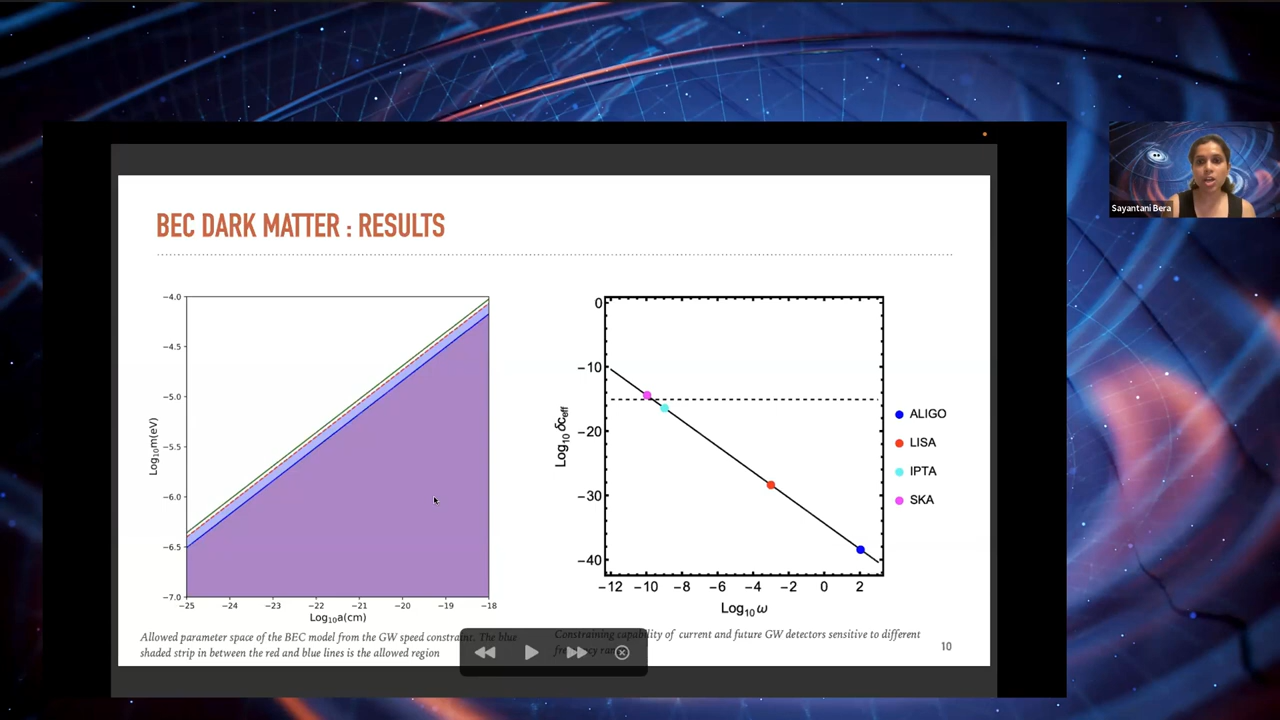 Sayantani Bera
BEC DARK MATTER : RESULTS
−4.0
−4.5
−5.0
−5.5
−6.0
−6.5
−7.0
Log10m(eV)
−25 −24 −23 −22 −21 −20 −19 −18
Log10a(cm)
0
−10
−20
−30
−40
Log10 δceff
−12 −10 −8 −6 −4 −2 0 2
Log10 ω
ALIGO
LISA
IPTA
SKA
Allowed parameter space of the BEC model from the GW speed constraint. The blue
shaded strip in between the red and blue lines is the allowed region
Constraining capability of current and future GW detectors sensitive to different
10